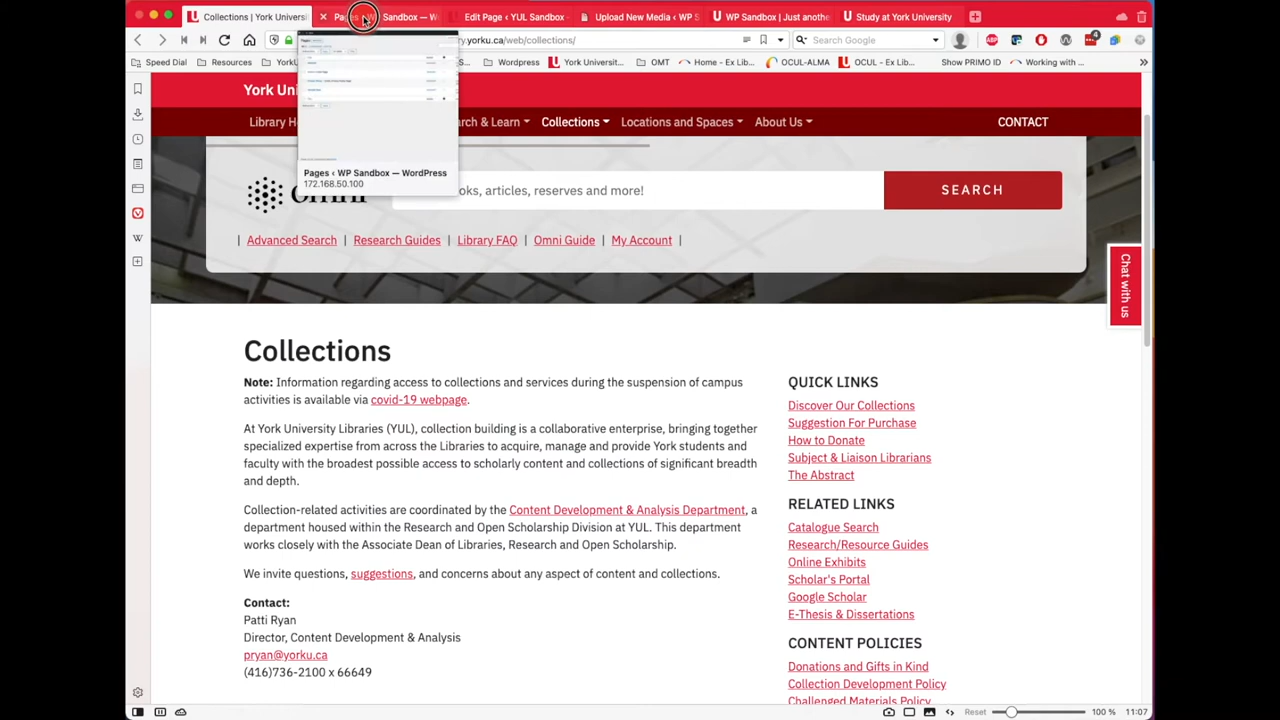 Collections | York Universi
Pages ‹ WP Sandbox — W
Edit Page ‹ YUL Sandbox
Upload New Media ‹ WP S
WP Sandbox | Just anothe
Study at York University
ry.yorku.ca/web/collections/
Search Google
4
Speed Dial
Resources
York
Wordpress
York Universit...
OMT
Home - Ex Lib...
OCUL-ALMA
OCUL - Ex Lib...
Show PRIMO ID
Working with ...
York Uni
Library H
rch & Learn
Collections
Locations and Spaces
About Us
CONTACT
Pages ‹ WP Sandbox — WordPress
172.168.50.100
omni
oks, articles, reserves and more!
SEARCH
| Advanced Search | Research Guides | Library FAQ | Omni Guide | My Account |
Chat with us
Collections
Note: Information regarding access to collections and services during the suspension of campus
activities is available via covid-19 webpage.
At York University Libraries (YUL), collection building is a collaborative enterprise, bringing together
specialized expertise from across the Libraries to acquire, manage and provide York students and
faculty with the broadest possible access to scholarly content and collections of significant breadth
and depth.
Collection-related activities are coordinated by the Content Development & Analysis Department, a
department housed within the Research and Open Scholarship Division at YUL. This department
works closely with the Associate Dean of Libraries, Research and Open Scholarship.
We invite questions, suggestions, and concerns about any aspect of content and collections.
Contact:
Patti Ryan
Director, Content Development & Analysis
pryan@yorku.ca
(416)736-2100 x 66649
QUICK LINKS
Discover Our Collections
Suggestion For Purchase
How to Donate
Subject & Liaison Librarians
The Abstract
RELATED LINKS
Catalogue Search
Research/Resource Guides
Online Exhibits
Scholar's Portal
Google Scholar
E-Thesis & Dissertations
CONTENT POLICIES
Donations and Gifts in Kind
Collection Development Policy
Challenged Materials Policy
Reset
100 %
11:07